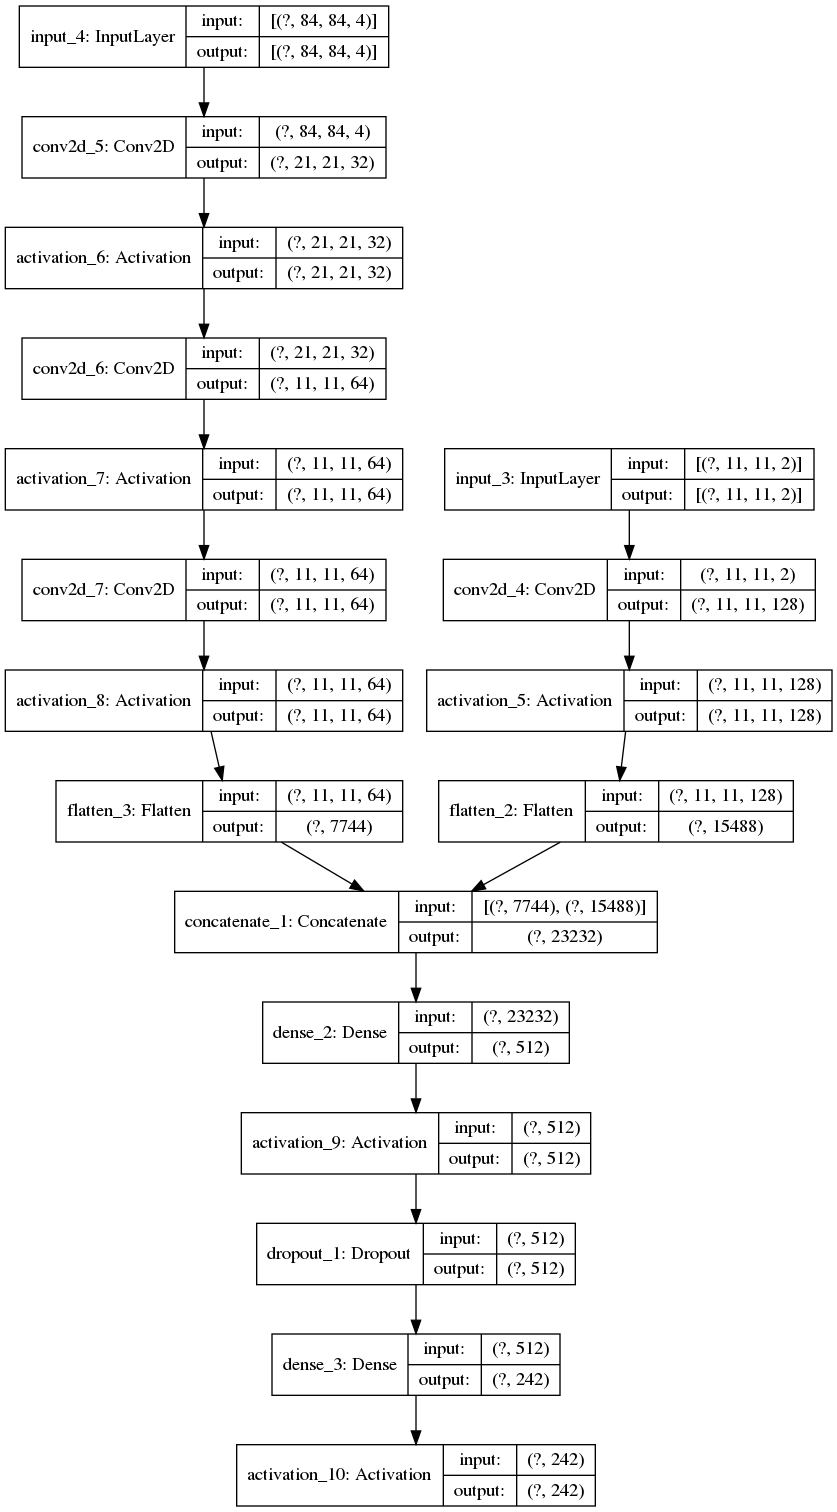 input_4: InputLayer
input: [(?, 84, 84, 4)]
output: [(?, 84, 84, 4)]
conv2d_5: Conv2D
input: (?, 84, 84, 4)
output: (?, 21, 21, 32)
activation_6: Activation
input: (?, 21, 21, 32)
output: (?, 21, 21, 32)
conv2d_6: Conv2D
input: (?, 21, 21, 32)
output: (?, 11, 11, 64)
activation_7: Activation
input: (?, 11, 11, 64)
output: (?, 11, 11, 64)
input_3: InputLayer
input: [(?, 11, 11, 2)]
output: [(?, 11, 11, 2)]
conv2d_7: Conv2D
input: (?, 11, 11, 64)
output: (?, 11, 11, 64)
conv2d_4: Conv2D
input: (?, 11, 11, 2)
output: (?, 11, 11, 128)
activation_8: Activation
input: (?, 11, 11, 64)
output: (?, 11, 11, 64)
activation_5: Activation
input: (?, 11, 11, 128)
output: (?, 11, 11, 128)
flatten_3: Flatten
input: (?, 11, 11, 64)
output: (?, 7744)
flatten_2: Flatten
input: (?, 11, 11, 128)
output: (?, 15488)
concatenate_1: Concatenate
input: [(?, 7744), (?, 15488)]
output: (?, 23232)
dense_2: Dense
input: (?, 23232)
output: (?, 512)
activation_9: Activation
input: (?, 512)
output: (?, 512)
dropout_1: Dropout
input: (?, 512)
output: (?, 512)
dense_3: Dense
input: (?, 512)
output: (?, 242)
activation_10: Activation
input: (?, 242)
output: (?, 242)